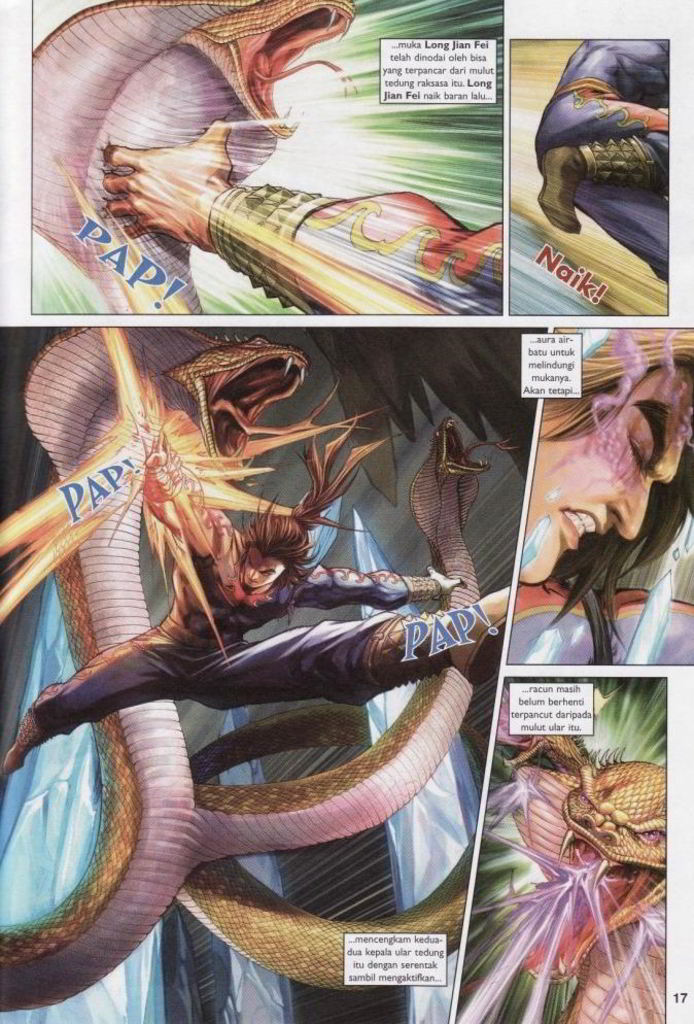 ...muka Long Jian Fei
telah dinodai oleh bisa
yang terpancar dari mulut
tedung raksasa itu. Long
Jian Fei naik baran lalu...
PAP!
Naik!
PAP!
PAP!
...mencengkam kedua-
dua kepala ular tedung
itu dengan serentak
sambil mengaktifkan...
...aura air-
batu untuk
melindungi
mukanya.
Akan tetapi...
...racun masih
belum berhenti
terpancut daripada
mulut ular itu.
17